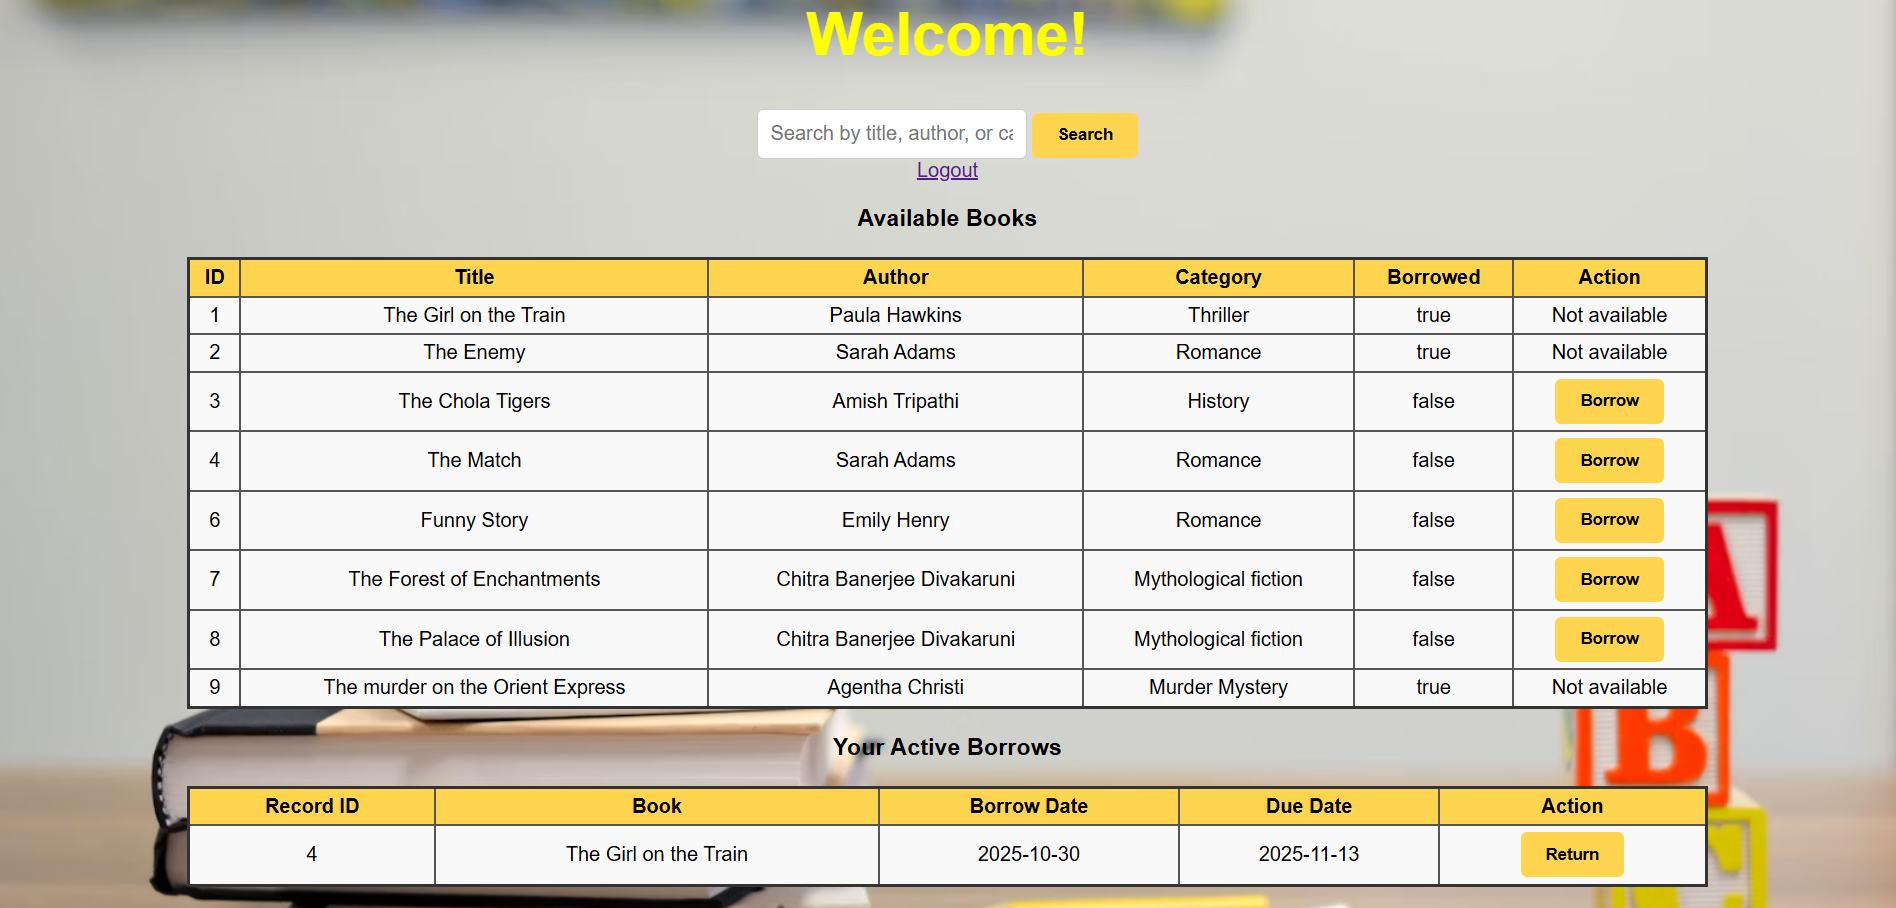 Welcome!
Search by title, author, or ca
Search
Logout
Available Books
ID Title Author Category Borrowed Action
1 The Girl on the Train Paula Hawkins Thriller true Not available
2 The Enemy Sarah Adams Romance true Not available
3 The Chola Tigers Amish Tripathi History false Borrow
4 The Match Sarah Adams Romance false Borrow
6 Funny Story Emily Henry Romance false Borrow
7 The Forest of Enchantments Chitra Banerjee Divakaruni Mythological fiction false Borrow
8 The Palace of Illusion Chitra Banerjee Divakaruni Mythological fiction false Borrow
9 The murder on the Orient Express Agentha Christi Murder Mystery true Not available
A
B
Your Active Borrows
Record ID Book Borrow Date Due Date Action
4 The Girl on the Train 2025-10-30 2025-11-13 Return